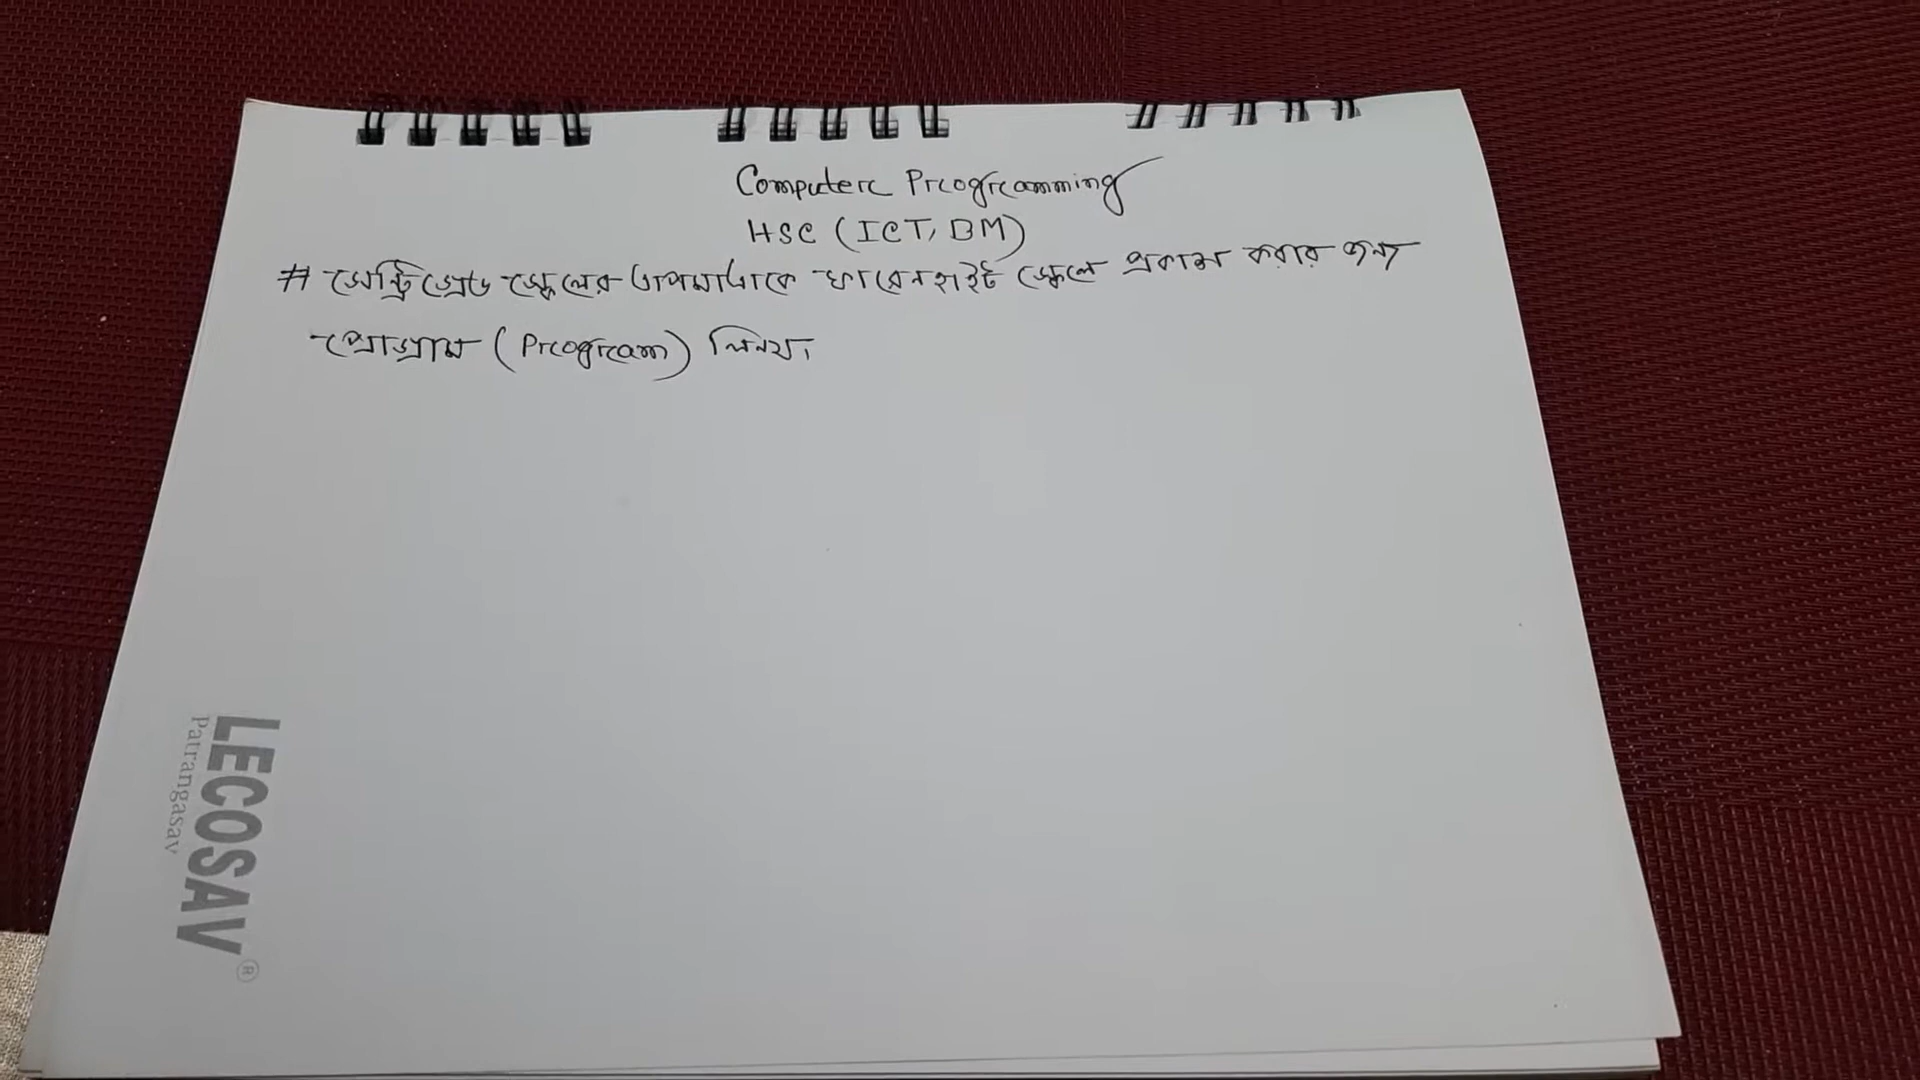 Computer Programming
HSC (ICT, BM)
# সেন্ট্রিগ্রেড স্কেলের তাপমাত্রাকে ফারেনহাইট স্কেলে প্রকাশ করার জন্য
প্রোগ্রাম (Program) লিখ।
LECOSAV ®
Patrangasav